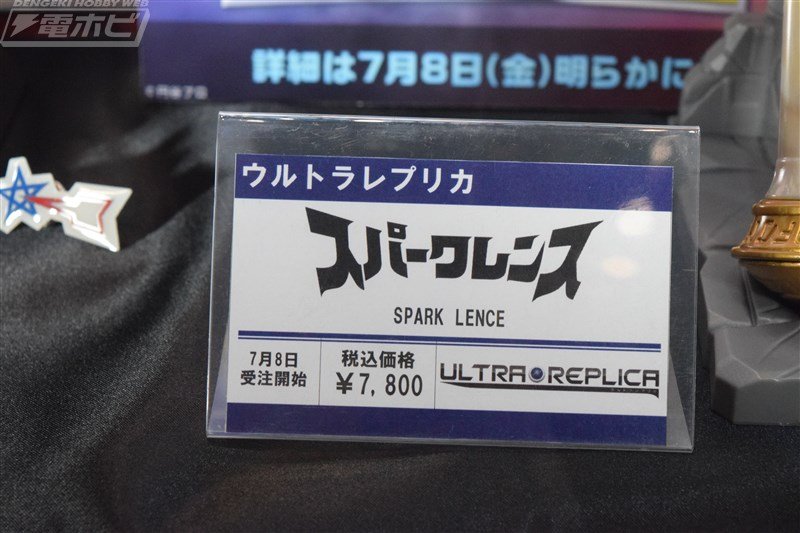 DENGEKI HOBBY WEB
電ホビ
詳細は7月8日(金)明らかに
ウルトラレプリカ
スパークレンス
SPARK LENCE
7月8日
受注開始
税込価格
¥7,800
ULTRA REPLICA